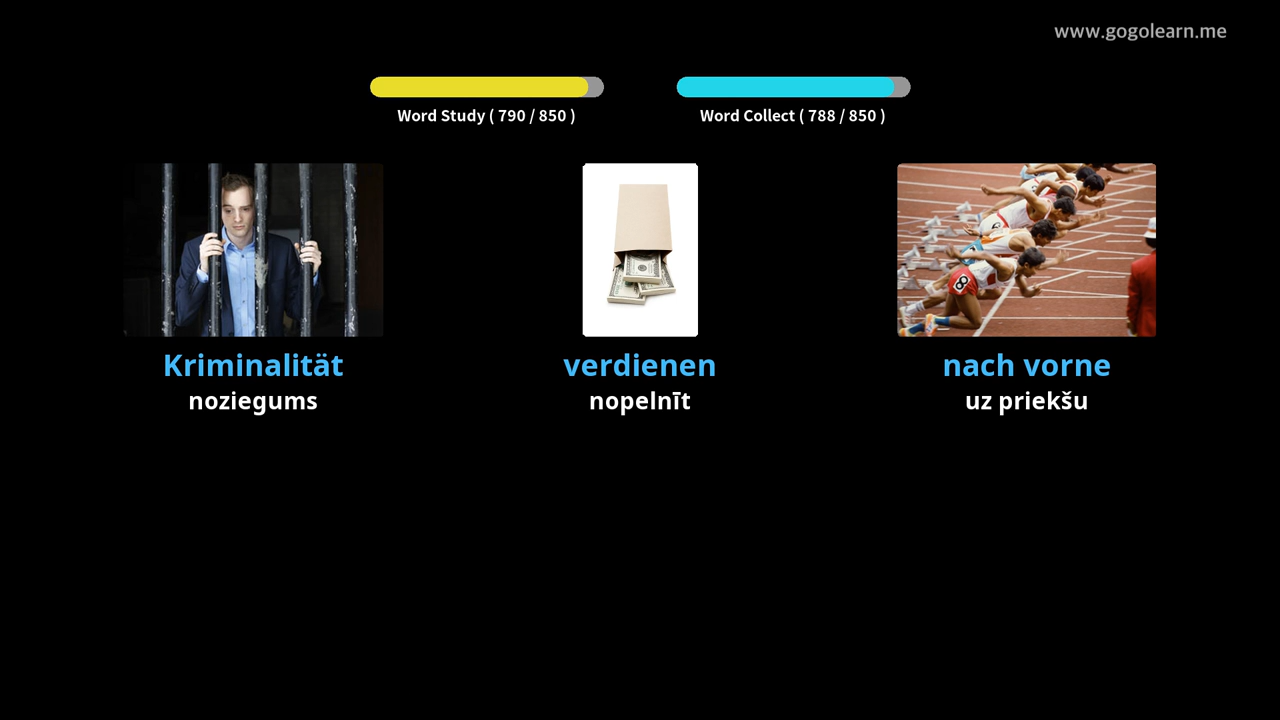 www.gogolearn.me
Word Study ( 790 / 850 )
Word Collect ( 788 / 850 )
Kriminalität
noziegums
verdienen
nopelnīt
nach vorne
uz priekšu
8